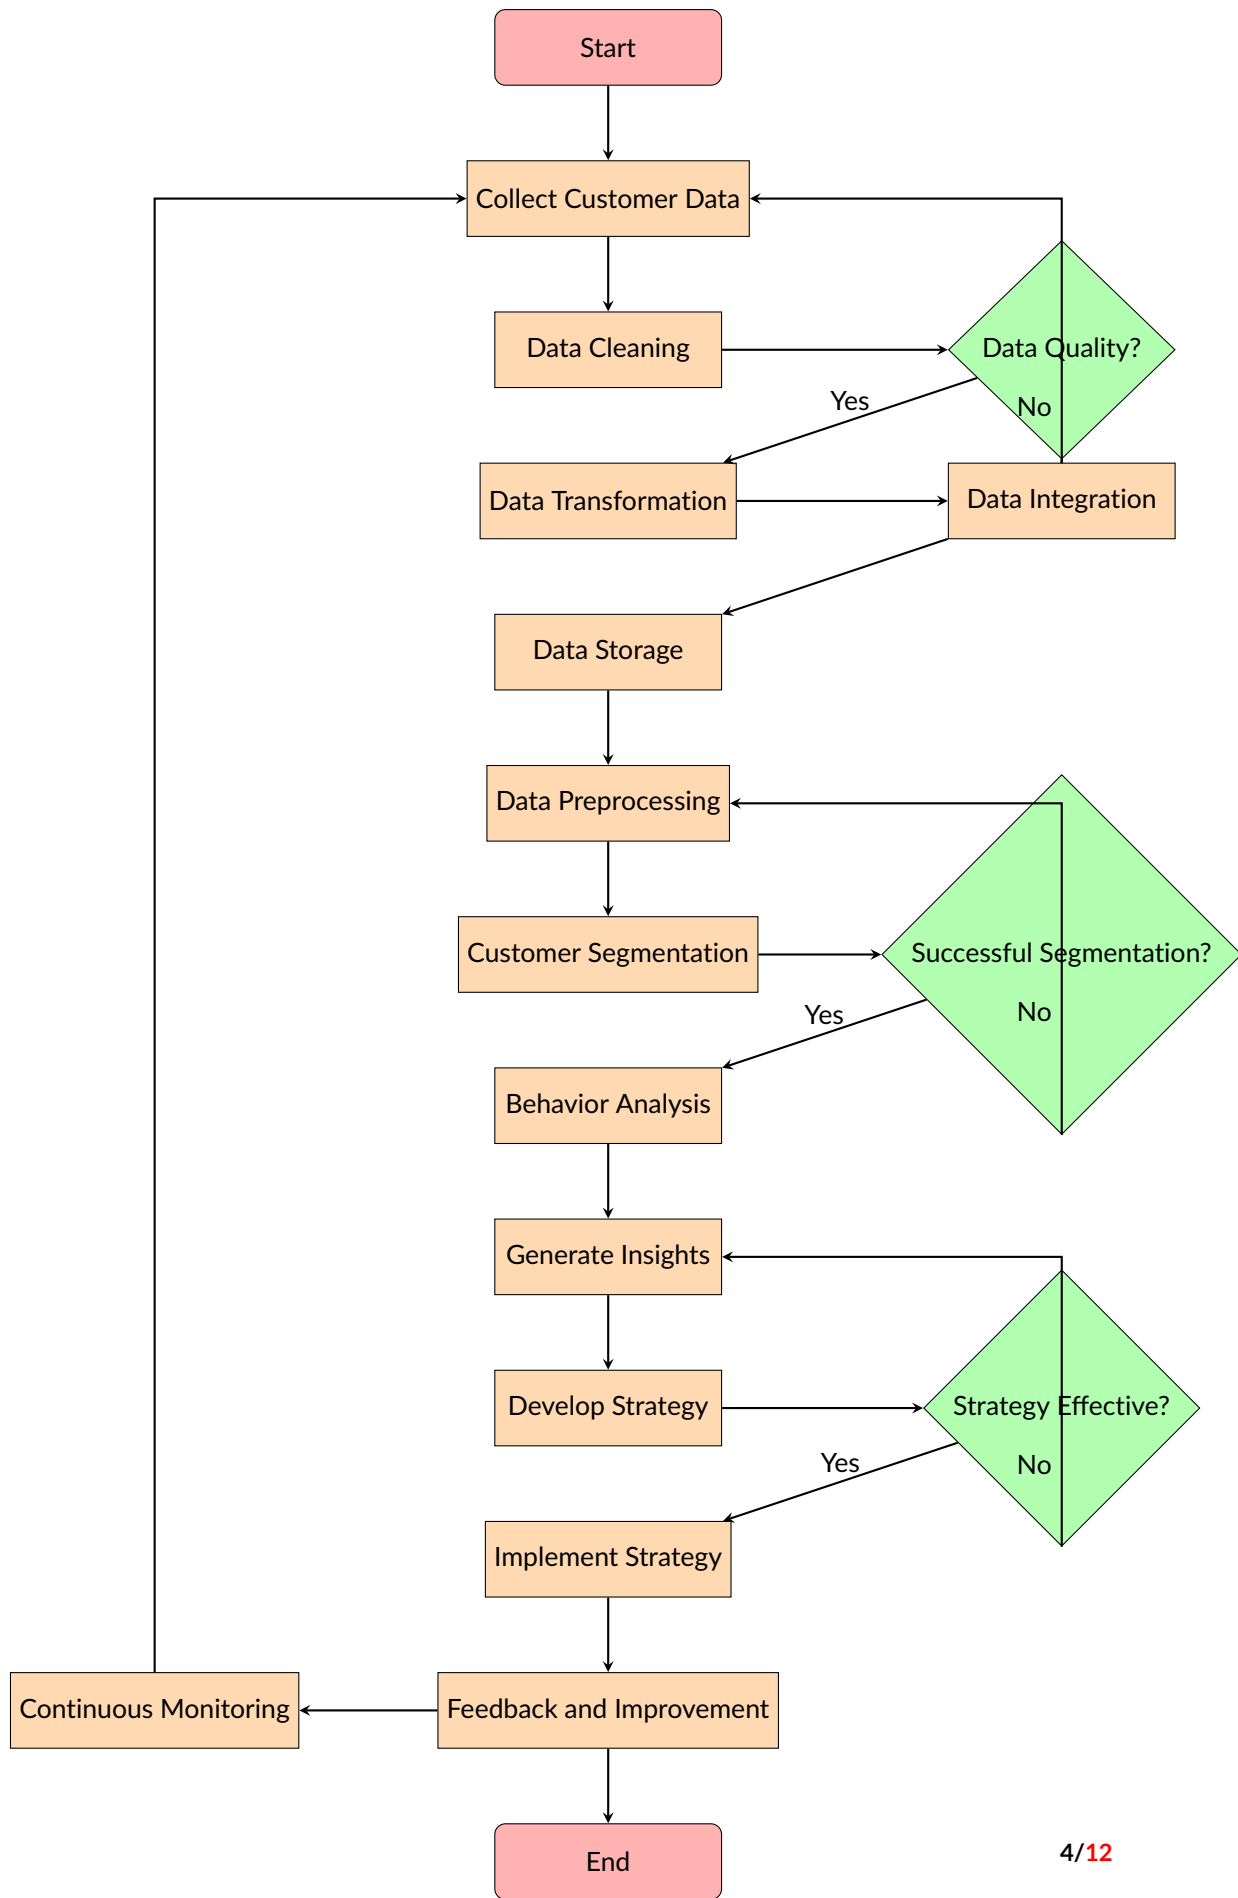 Start
Collect Customer Data
Data Cleaning
Data Quality?
Yes
No
Data Transformation
Data Integration
Data Storage
Data Preprocessing
Customer Segmentation
Successful Segmentation?
Yes
No
Behavior Analysis
Generate Insights
Develop Strategy
Strategy Effective?
Yes
No
Implement Strategy
Continuous Monitoring
Feedback and Improvement
End
4/12